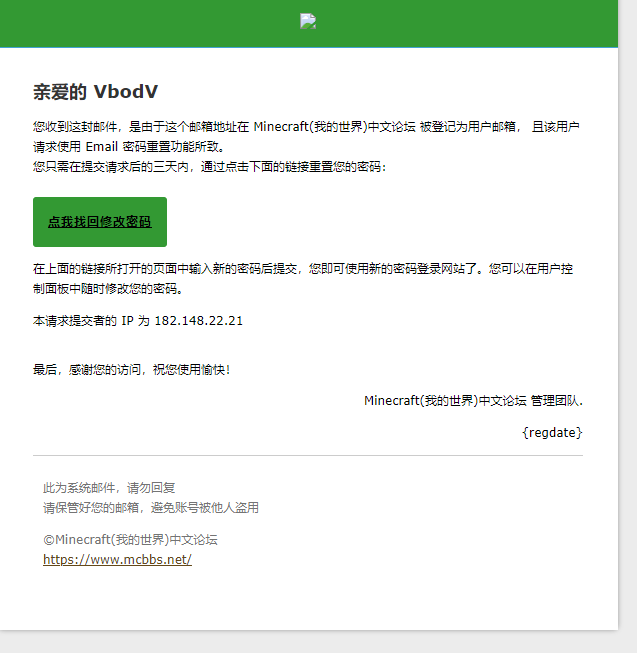 亲爱的 VbodV
您收到这封邮件，是由于这个邮箱地址在 Minecraft(我的世界)中文论坛 被登记为用户邮箱， 且该用户
请求使用 Email 密码重置功能所致。
您只需在提交请求后的三天内，通过点击下面的链接重置您的密码：
点我找回修改密码
在上面的链接所打开的页面中输入新的密码后提交，您即可使用新的密码登录网站了。您可以在用户控
制面板中随时修改您的密码。
本请求提交者的 IP 为 182.148.22.21
最后，感谢您的访问，祝您使用愉快！
Minecraft(我的世界)中文论坛 管理团队.
{regdate}
此为系统邮件，请勿回复
请保管好您的邮箱，避免账号被他人盗用
©Minecraft(我的世界)中文论坛
https://www.mcbbs.net/